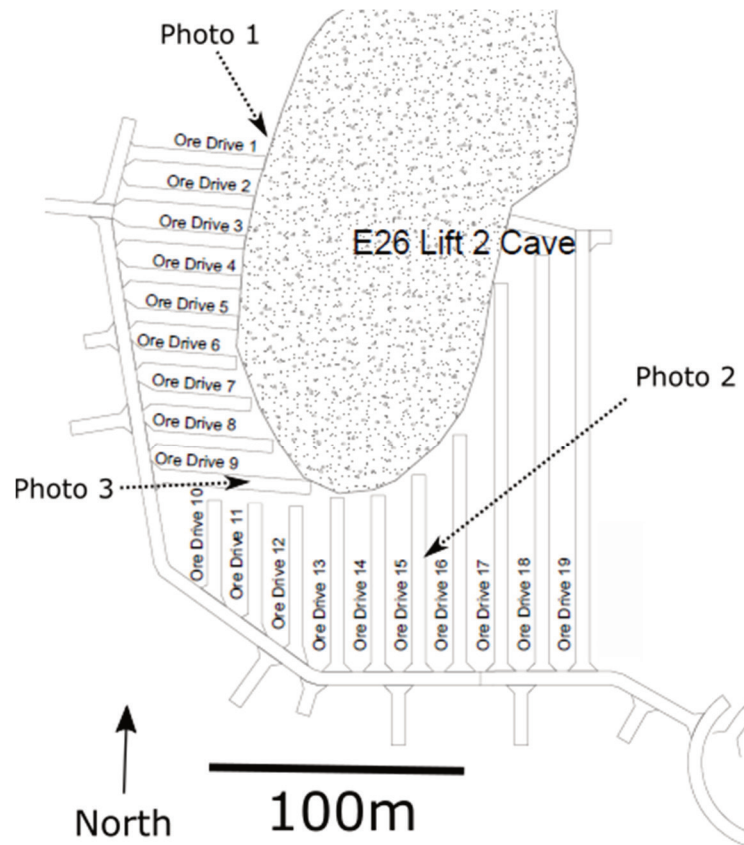 Photo 1
Ore Drive 1
Ore Drive 2
Ore Drive 3
E26 Lift 2 Cave
Ore Drive 4
Ore Drive 5
Ore Drive 6
Photo 2
Ore Drive 7
Ore Drive 8
Ore Drive 9
Photo 3
Ore Drive 10
Ore Drive 11
Ore Drive 12
Ore Drive 13
Ore Drive 14
Ore Drive 15
Ore Drive 16
Ore Drive 17
Ore Drive 18
Ore Drive 19
100m
North